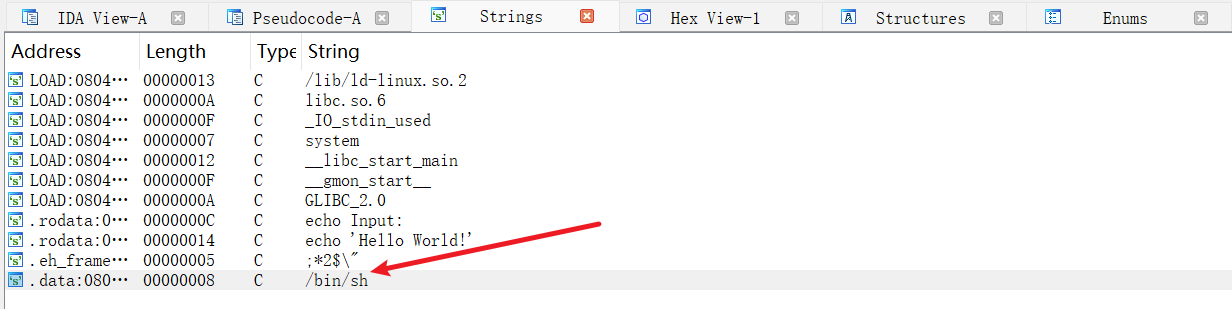 IDA View-A Pseudocode-A Strings Hex View-1 Structures Enums
Address Length Type String
LOAD:0804… 00000013 C /lib/ld-linux.so.2
LOAD:0804… 0000000A C libc.so.6
LOAD:0804… 0000000F C _IO_stdin_used
LOAD:0804… 00000007 C system
LOAD:0804… 00000012 C __libc_start_main
LOAD:0804… 0000000F C __gmon_start__
LOAD:0804… 0000000A C GLIBC_2.0
.rodata:0… 0000000C C echo Input:
.rodata:0… 00000014 C echo 'Hello World!'
.eh_frame… 00000005 C ;*2$\"
.data:080… 00000008 C /bin/sh